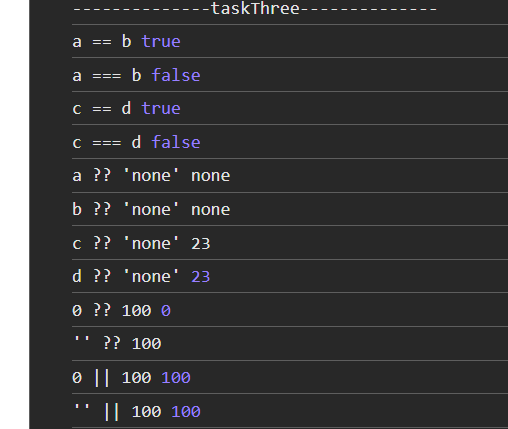 --------------taskThree--------------
a == b true
a === b false
c == d true
c === d false
a ?? 'none' none
b ?? 'none' none
c ?? 'none' 23
d ?? 'none' 23
0 ?? 100 0
'' ?? 100
0 || 100 100
'' || 100 100